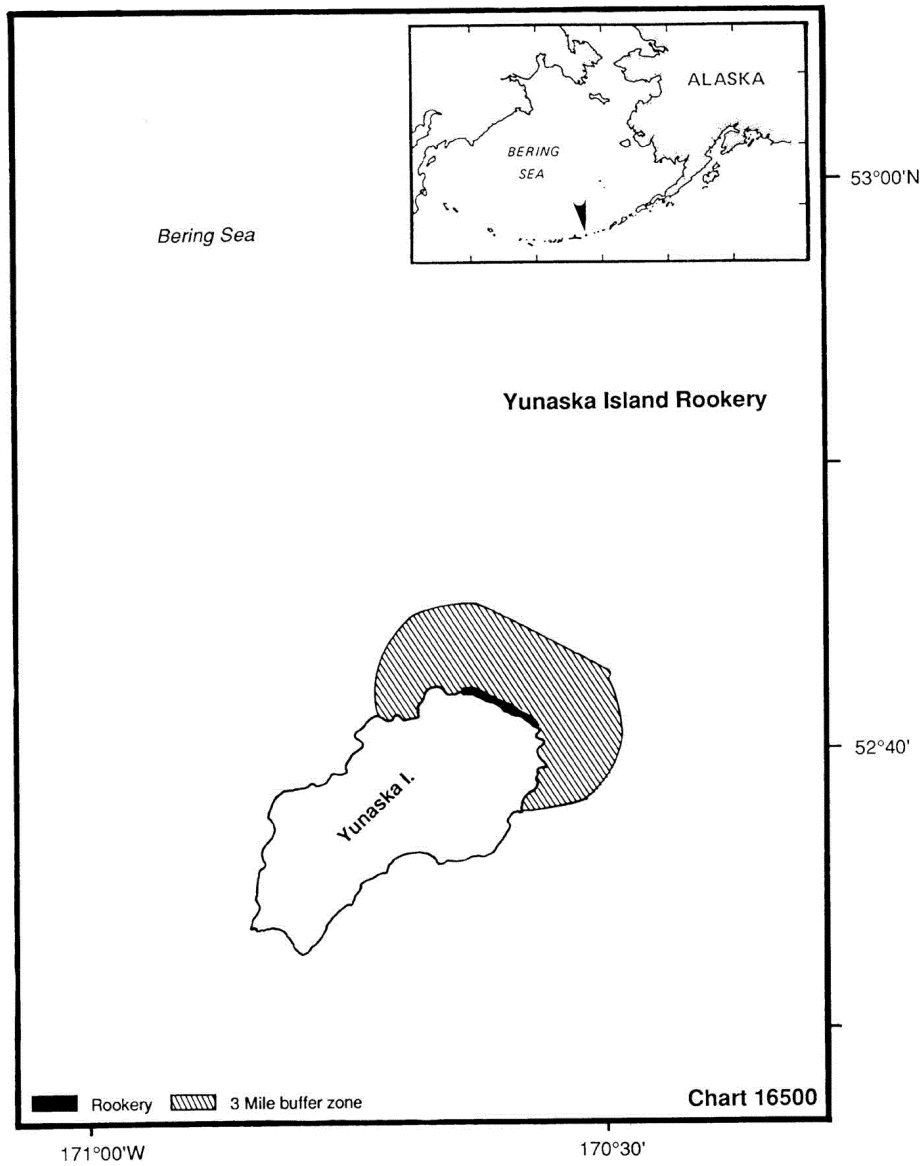 ALASKA
BERING
SEA
53°00'N
Bering Sea
Yunaska Island Rookery
52°40'
Yunaska I.
Rookery
3 Mile buffer zone
Chart 16500
171°00'W
170°30'